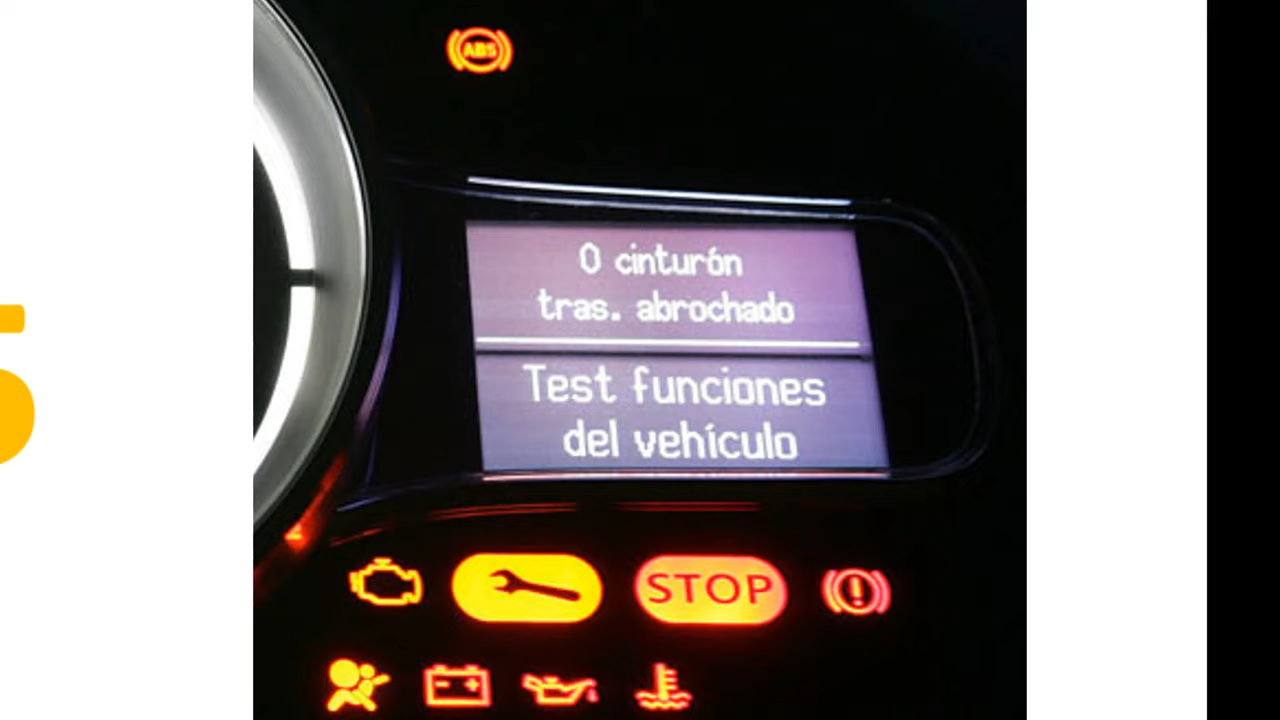 ABS
0 cinturón
tras. abrochado
Test funciones
del vehículo
STOP